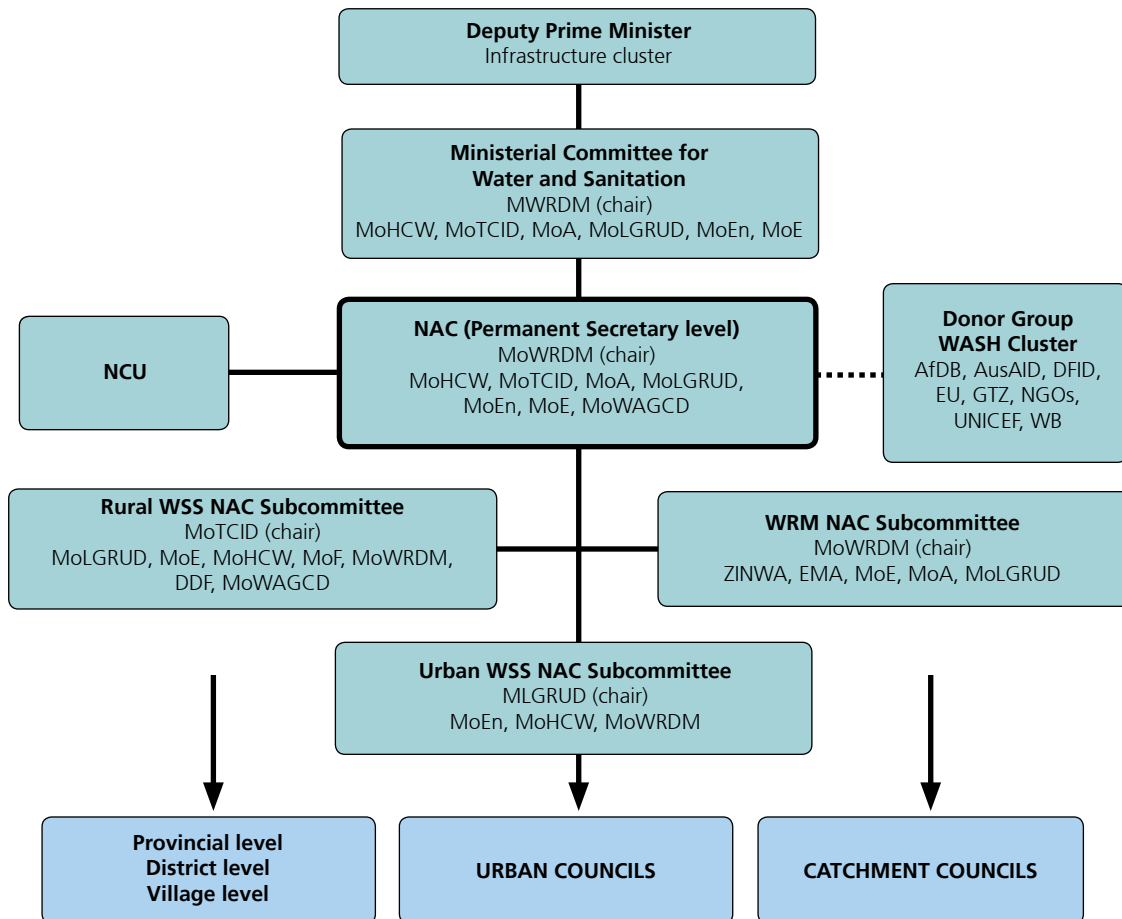 Deputy Prime Minister
Infrastructure cluster
Ministerial Committee for
Water and Sanitation
MWRDM (chair)
MoHCW, MoTCID, MoA, MoLGRUD, MoEn, MoE
NCU
NAC (Permanent Secretary level)
MoWRDM (chair)
MoHCW, MoTCID, MoA, MoLGRUD,
MoEn, MoE, MoWAGCD
Donor Group
WASH Cluster
AfDB, AusAID, DFID,
EU, GTZ, NGOs,
UNICEF, WB
Rural WSS NAC Subcommittee
MoTCID (chair)
MoLGRUD, MoE, MoHCW, MoF, MoWRDM,
DDF, MoWAGCD
WRM NAC Subcommittee
MoWRDM (chair)
ZINWA, EMA, MoE, MoA, MoLGRUD
Urban WSS NAC Subcommittee
MLGRUD (chair)
MoEn, MoHCW, MoWRDM
Provincial level
District level
Village level
URBAN COUNCILS
CATCHMENT COUNCILS